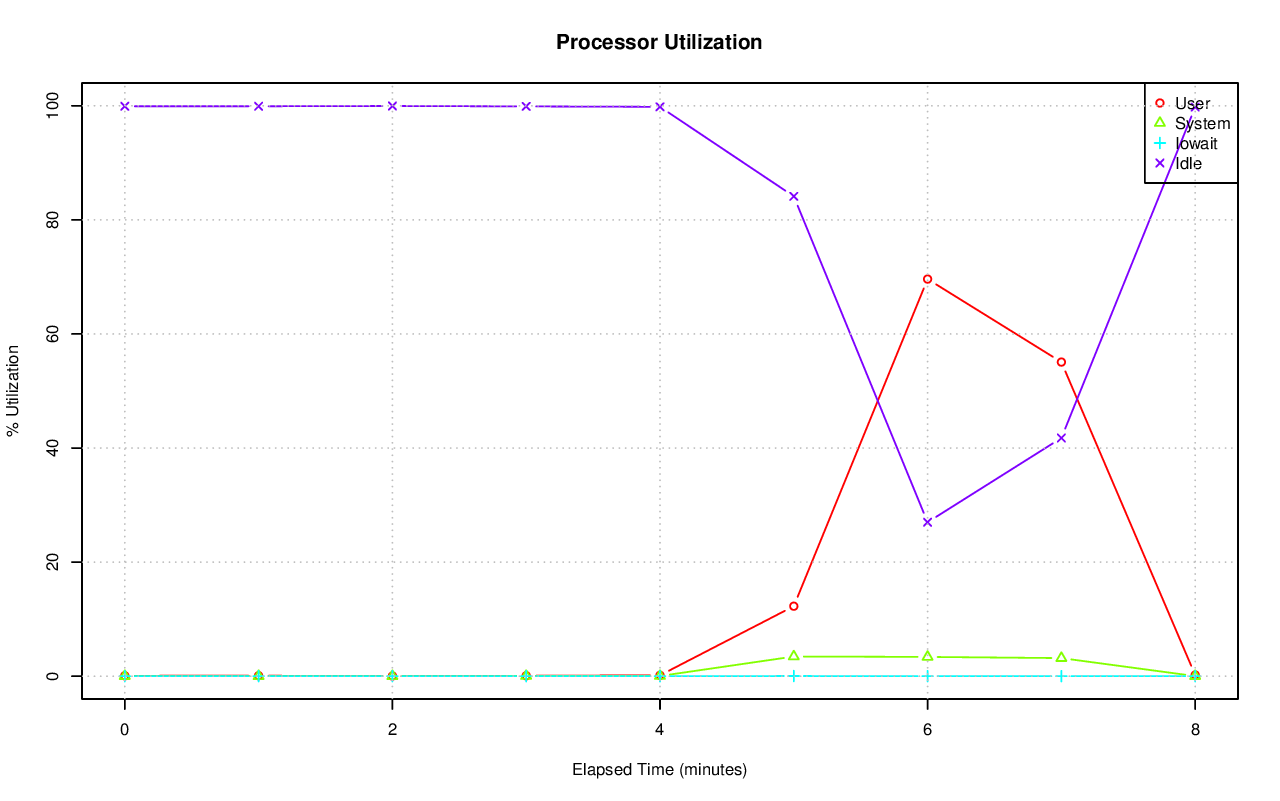 Processor Utilization
100
80
60
40
20
0
% Utilization
User
System
Iowait
Idle
0 2 4 6 8
Elapsed Time (minutes)